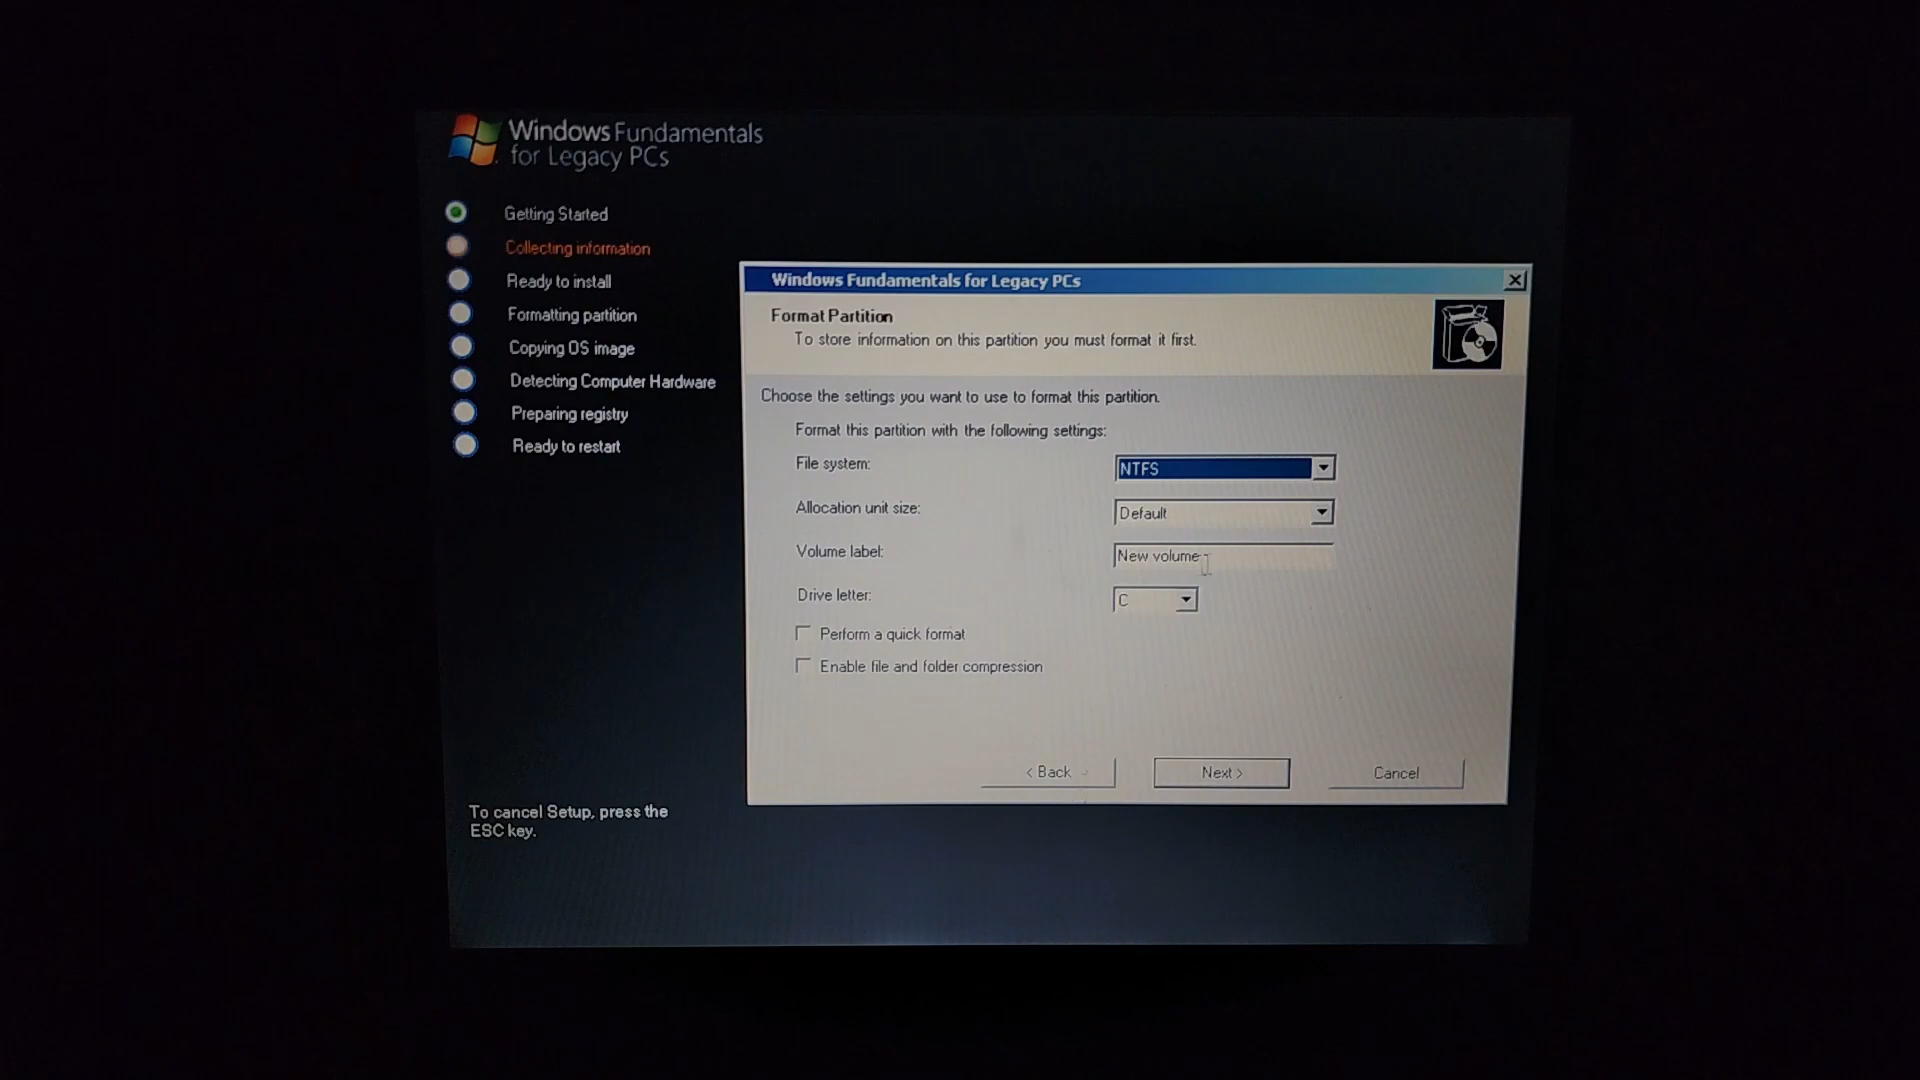 Windows Fundamentals
for Legacy PCs
Getting Started
Collecting information
Ready to install
Formatting partition
Copying OS image
Detecting Computer Hardware
Preparing registry
Ready to restart
To cancel Setup, press the
ESC key.
Windows Fundamentals for Legacy PCs
Format Partition
To store information on this partition you must format it first.
Choose the settings you want to use to format this partition.
Format this partition with the following settings:
File system: NTFS
Allocation unit size: Default
Volume label: New volume
Drive letter: C
Perform a quick format
Enable file and folder compression
< Back Next > Cancel